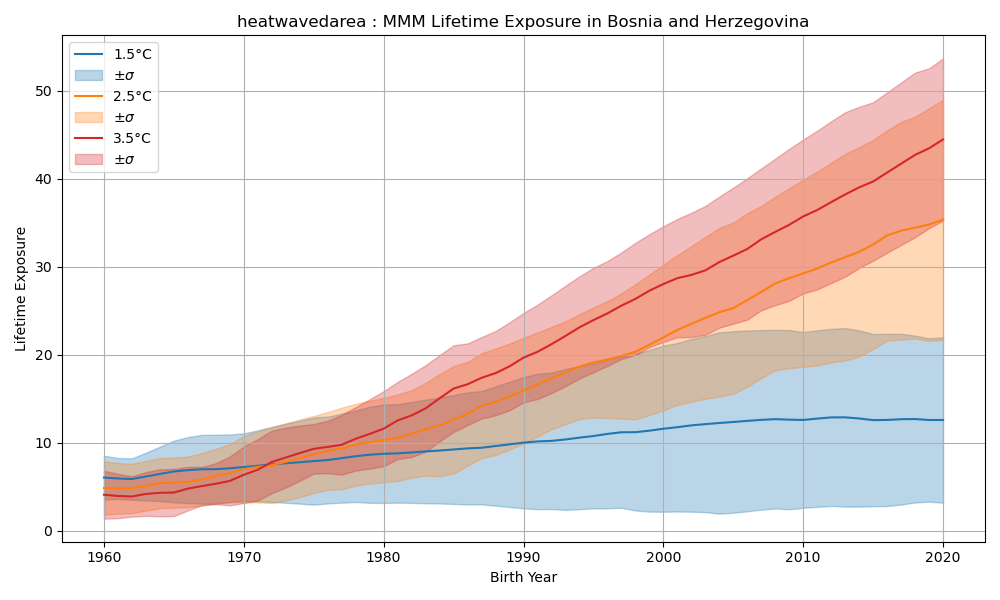 heatwavedarea : MMM Lifetime Exposure in Bosnia and Herzegovina
1.5°C
±σ
2.5°C
±σ
3.5°C
±σ
Lifetime Exposure
50
40
30
20
10
0
1960 1970 1980 1990 2000 2010 2020
Birth Year